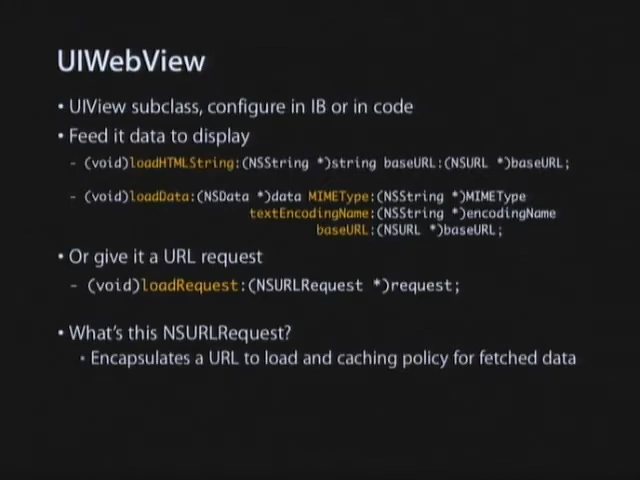 UIWebView
• UIView subclass, configure in IB or in code
• Feed it data to display
- (void)loadHTMLString:(NSString *)string baseURL:(NSURL *)baseURL;
- (void)loadData:(NSData *)data MIMEType:(NSString *)MIMEType
textEncodingName:(NSString *)encodingName
baseURL:(NSURL *)baseURL;
• Or give it a URL request
- (void)loadRequest:(NSURLRequest *)request;
• What's this NSURLRequest?
• Encapsulates a URL to load and caching policy for fetched data